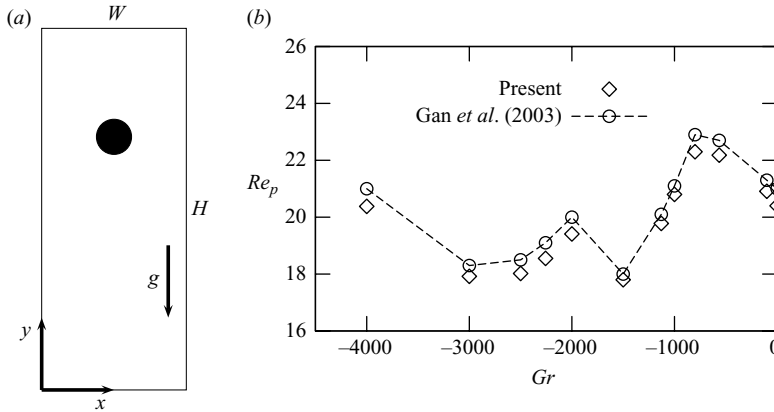 (a)
W
H
g
y
x
(b)
26
24
22
20
18
16
Re_p
Present
Gan et al. (2003)
–4000
–3000
–2000
–1000
0
Gr